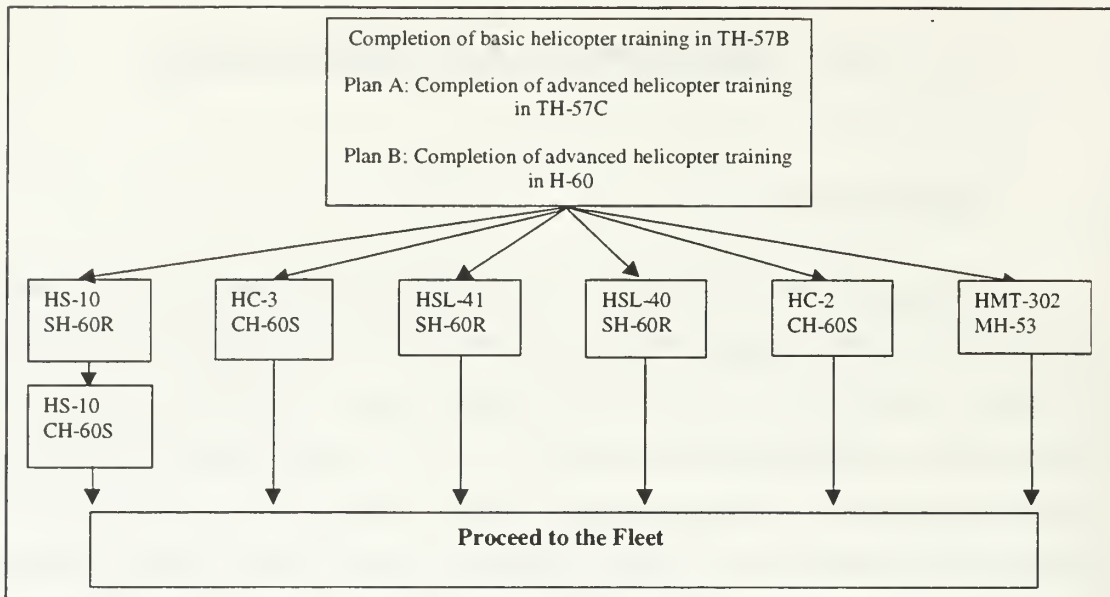 Completion of basic helicopter training in TH-57B
Plan A: Completion of advanced helicopter training
in TH-57C
Plan B: Completion of advanced helicopter training
in H-60
HS-10
SH-60R
HC-3
CH-60S
HSL-41
SH-60R
HSL-40
SH-60R
HC-2
CH-60S
HMT-302
MH-53
HS-10
CH-60S
Proceed to the Fleet